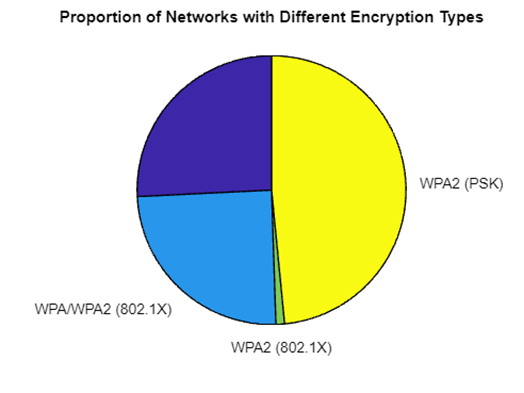 Proportion of Networks with Different Encryption Types
WPA2 (PSK)
WPA/WPA2 (802.1X)
WPA2 (802.1X)